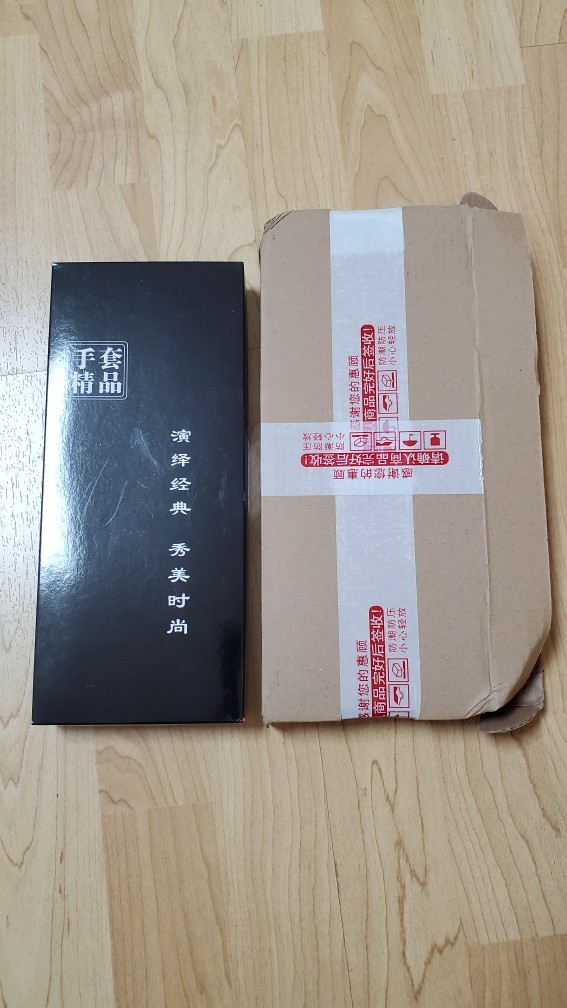 手套
精品
演绎经典 秀美时尚
感谢您的惠顾
商品完好后签收!
防潮防压
小心轻放
防潮防压
小心轻放
请确认商品完好后签收!
感谢您的惠顾
感谢您的惠顾
商品完好后签收!
防潮防压
小心轻放